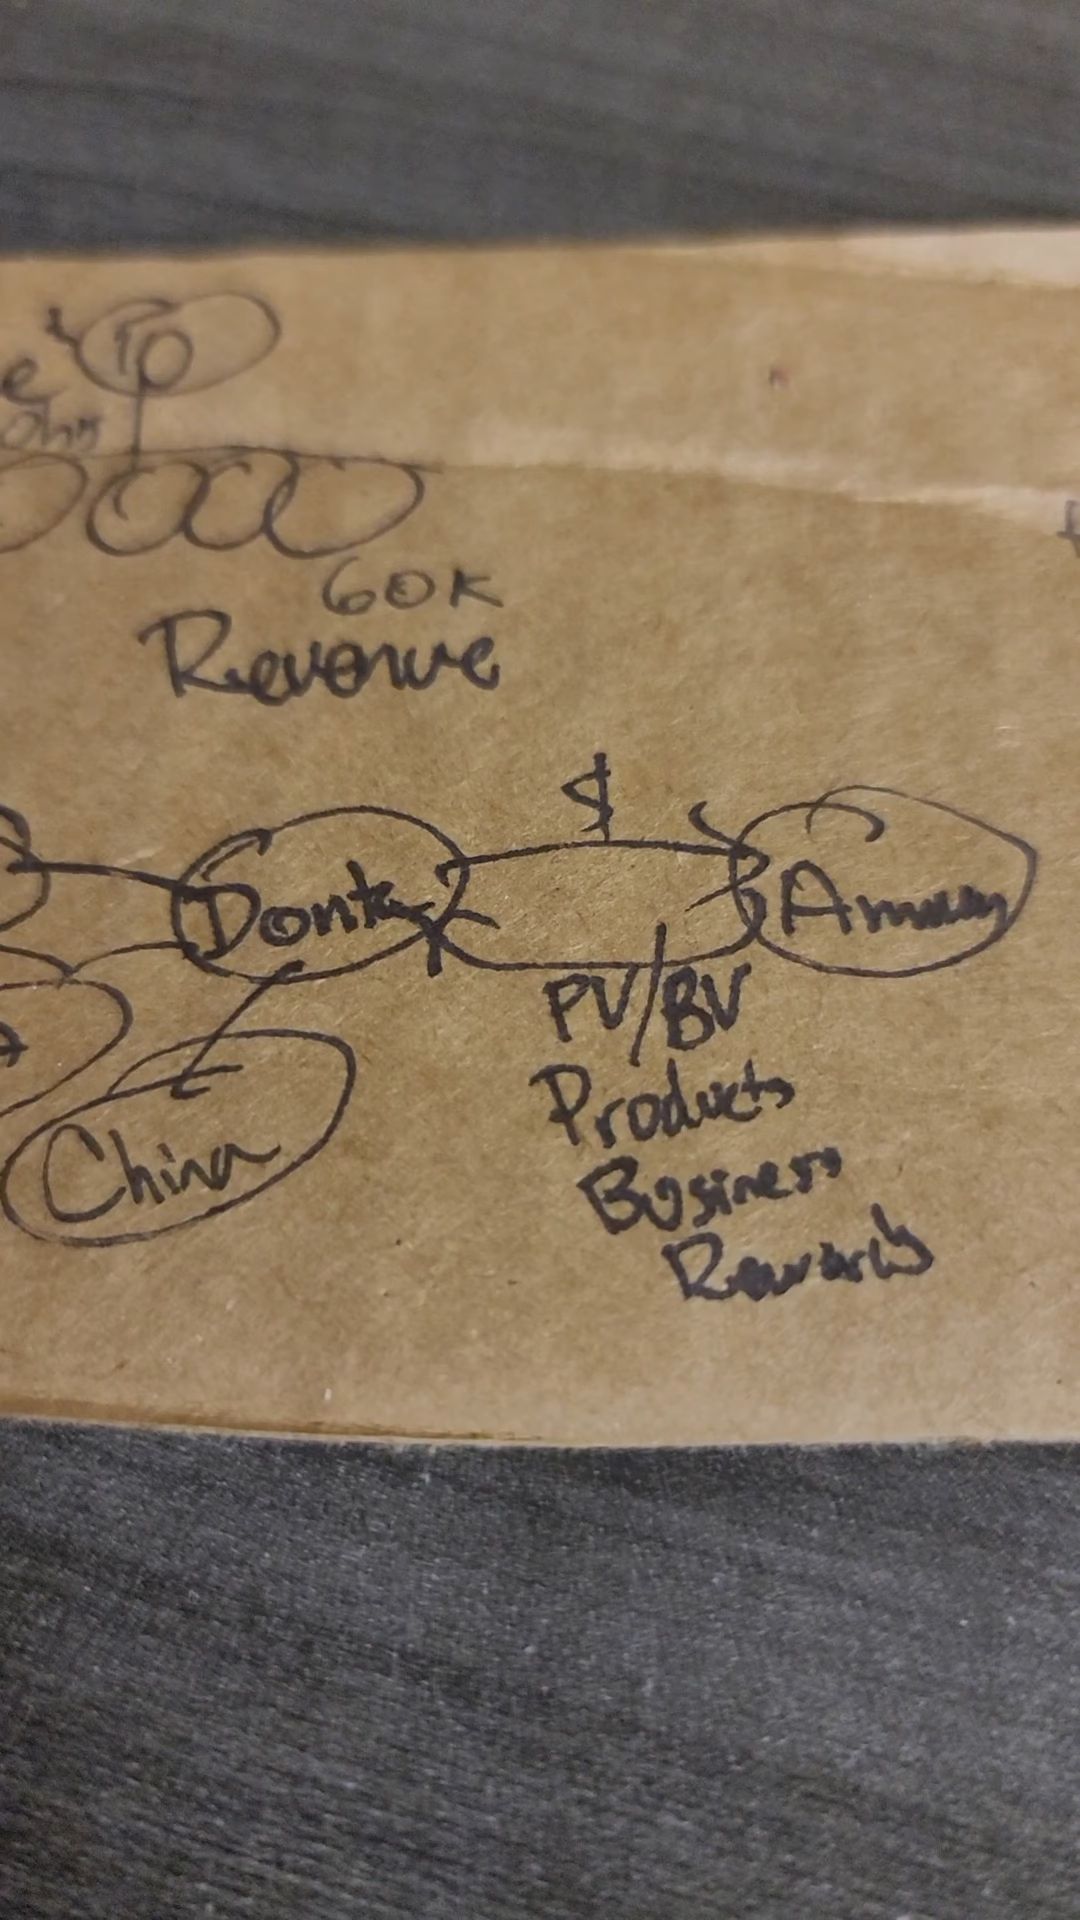 60K
Revenue
$
Donte
Amway
PV/BV
Products
China
Business
Rewards